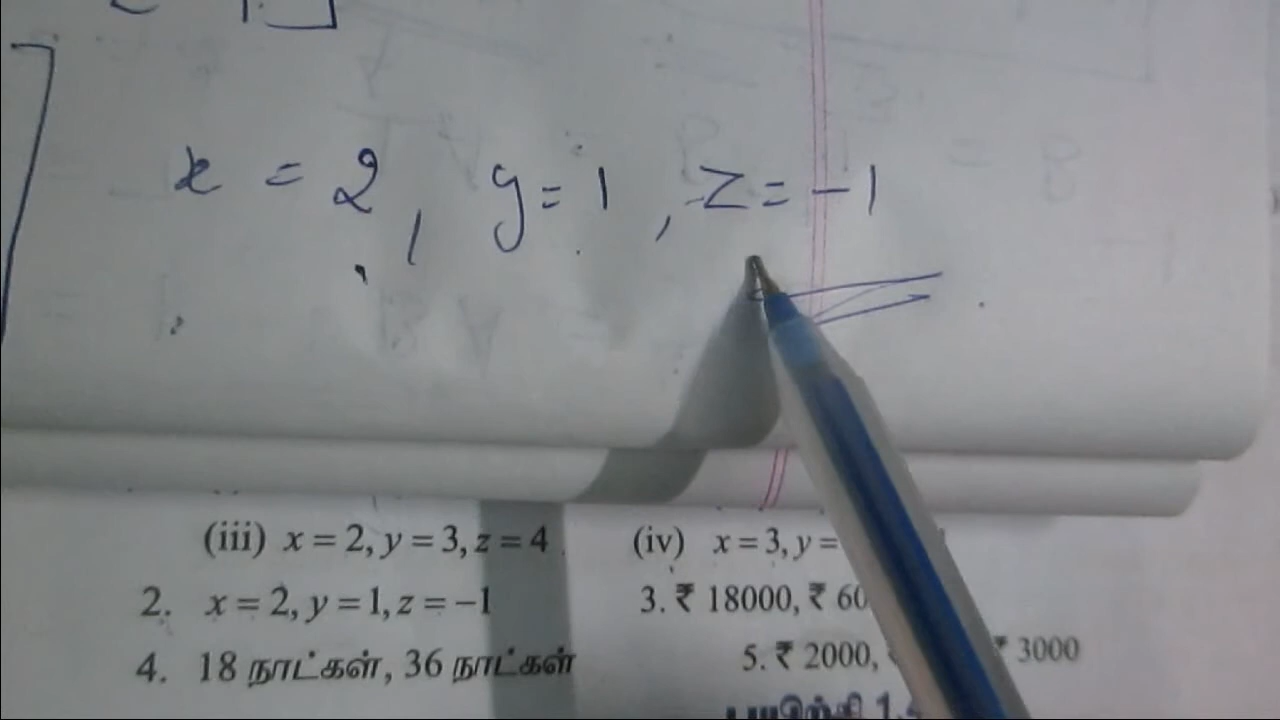 x = 2, y = 1, z = -1
(iii) x = 2, y = 3, z = 4 (iv) x = 3, y =
2. x = 2, y = 1, z = −1 3. ₹ 18000, ₹ 60
4. 18 நாட்கள், 36 நாட்கள் 5. ₹ 2000, ₹ 3000